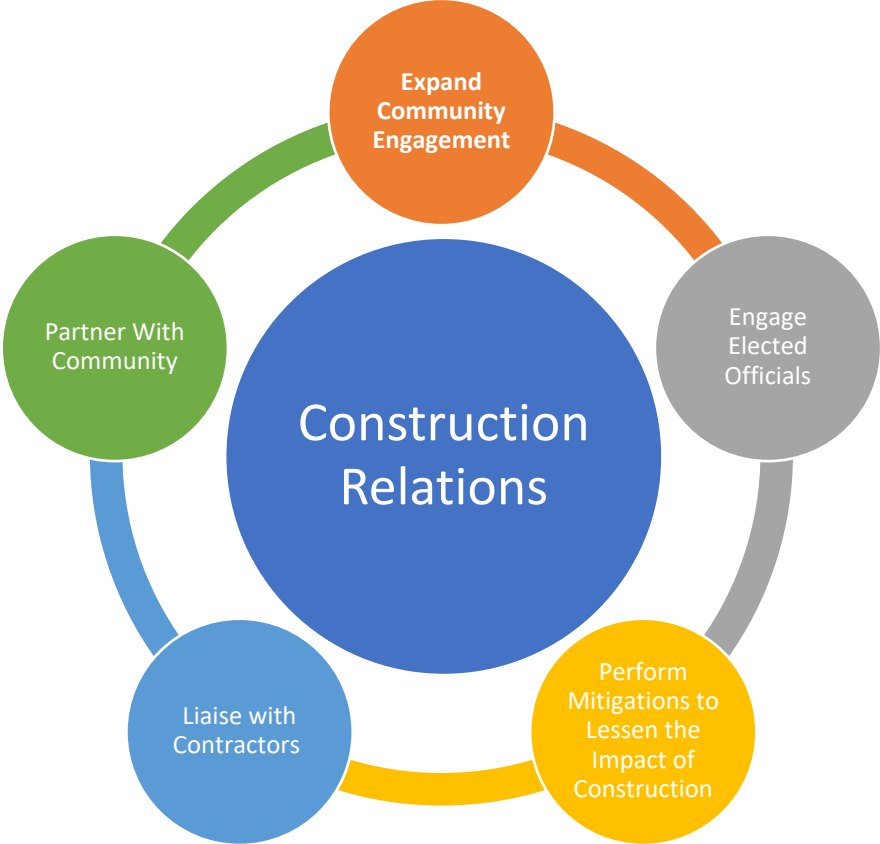 Expand
Community
Engagement
Engage
Elected
Officials
Perform
Mitigations to
Lessen the
Impact of
Construction
Liaise with
Contractors
Partner With
Community
Construction
Relations